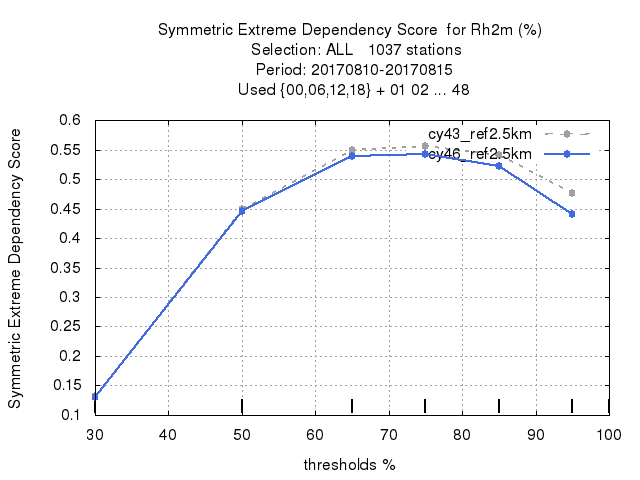 Symmetric Extreme Dependency Score  for Rh2m (%)
Selection: ALL   1037 stations
Period: 20170810-20170815
Used {00,06,12,18} + 01 02 ... 48
Symmetric Extreme Dependency Score
0.6
0.55
0.5
0.45
0.4
0.35
0.3
0.25
0.2
0.15
0.1
cy43_ref2.5km
cy46_ref2.5km
30 40 50 60 70 80 90 100
thresholds %